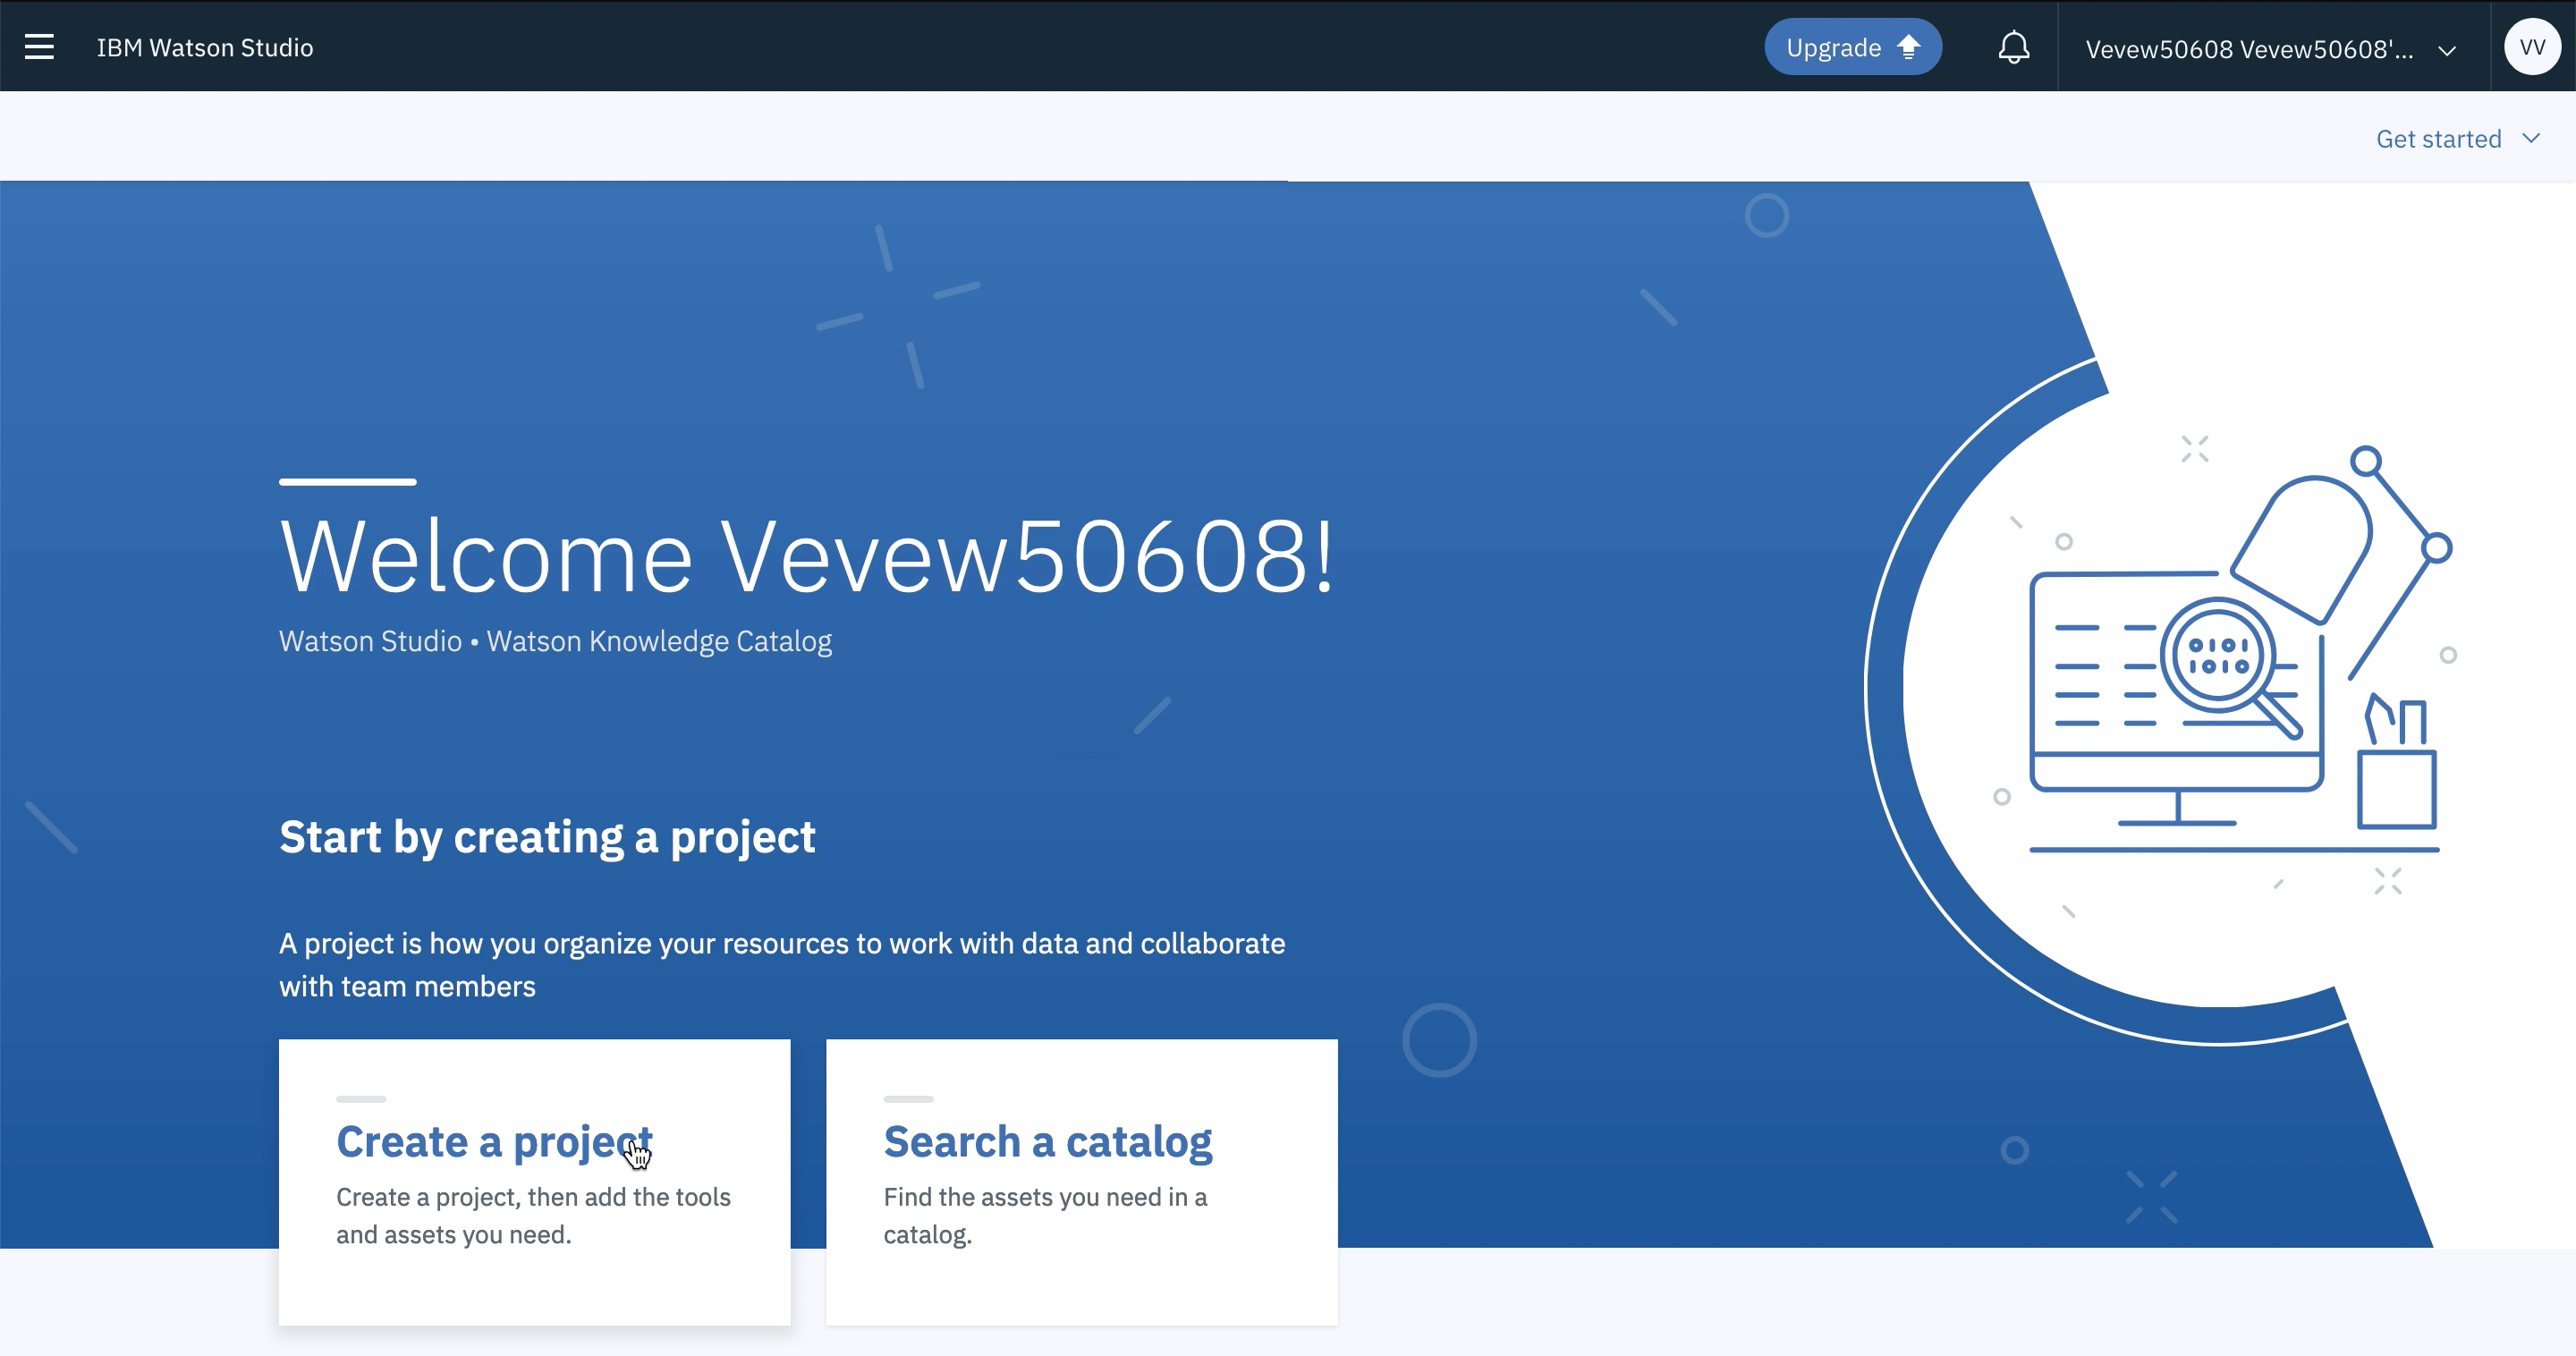 IBM Watson Studio
Upgrade
Vevew50608 Vevew50608'...
VV
Get started
Welcome Vevew50608!
Watson Studio • Watson Knowledge Catalog
Start by creating a project
A project is how you organize your resources to work with data and collaborate
with team members
Create a project
Create a project, then add the tools
and assets you need.
Search a catalog
Find the assets you need in a
catalog.